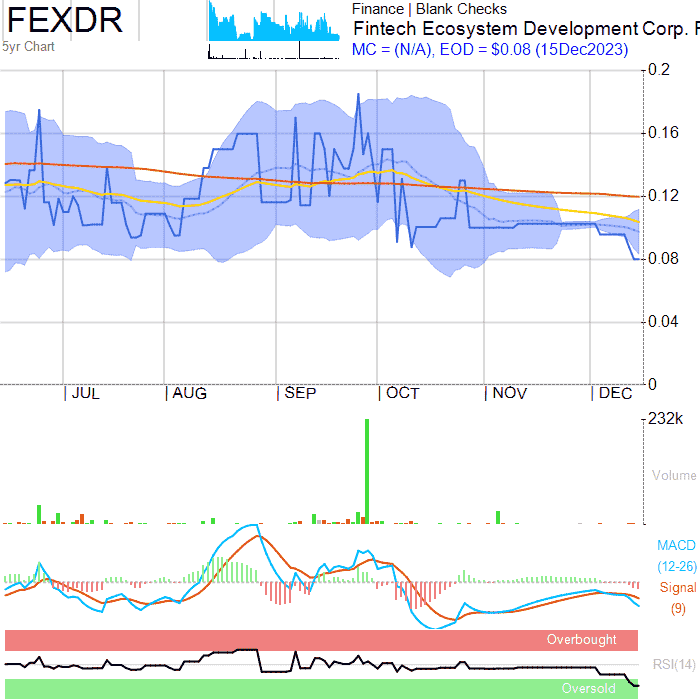 FEXDR
5yr Chart
Finance | Blank Checks
Fintech Ecosystem Development Corp. F
MC = (N/A), EOD = $0.08 (15Dec2023)
0.2
0.16
0.12
0.08
0.04
0
JUL AUG SEP OCT NOV DEC
232k
Volume
MACD
(12-26)
Signal
(9)
Overbought
RSI(14)
Oversold